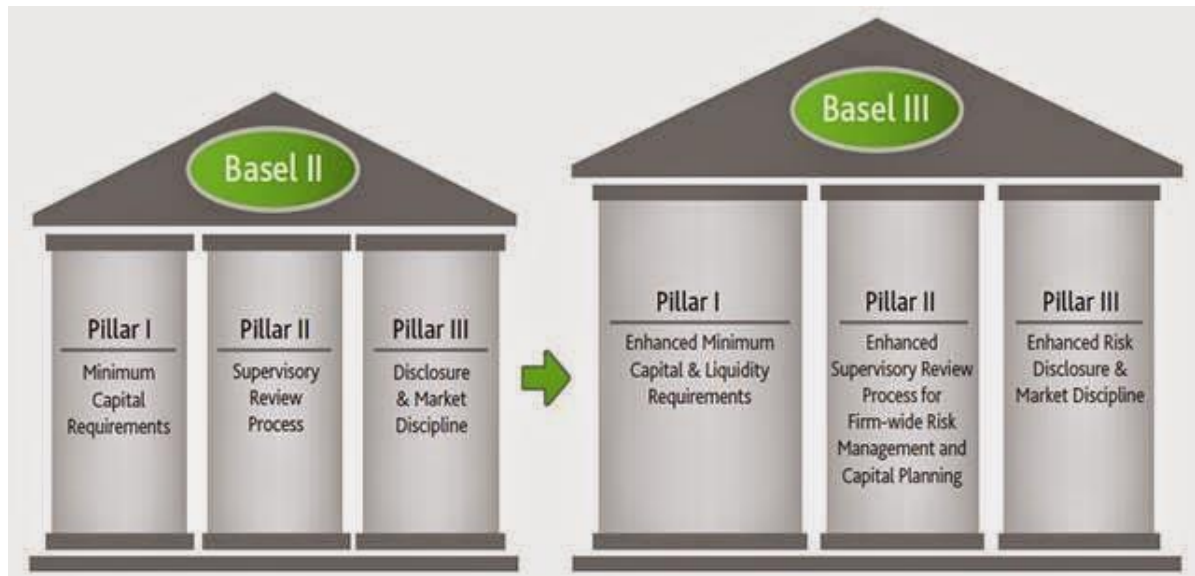 Basel II
Pillar I
Minimum
Capital
Requirements
Pillar II
Supervisory
Review
Process
Pillar III
Disclosure
& Market
Discipline
Basel III
Pillar I
Enhanced Minimum
Capital & Liquidity
Requirements
Pillar II
Enhanced
Supervisory Review
Process for
Firm-wide Risk
Management and
Capital Planning
Pillar III
Enhanced Risk
Disclosure &
Market Discipline